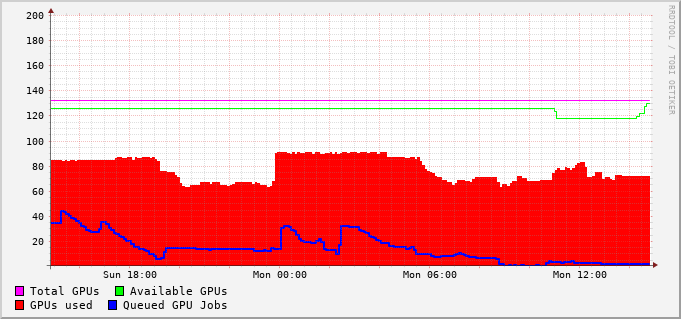 200
180
160
140
120
100
80
60
40
20
Sun 18:00 Mon 00:00 Mon 06:00 Mon 12:00
Total GPUs Available GPUs
GPUs used Queued GPU Jobs
RRDTOOL / TOBI OETIKER